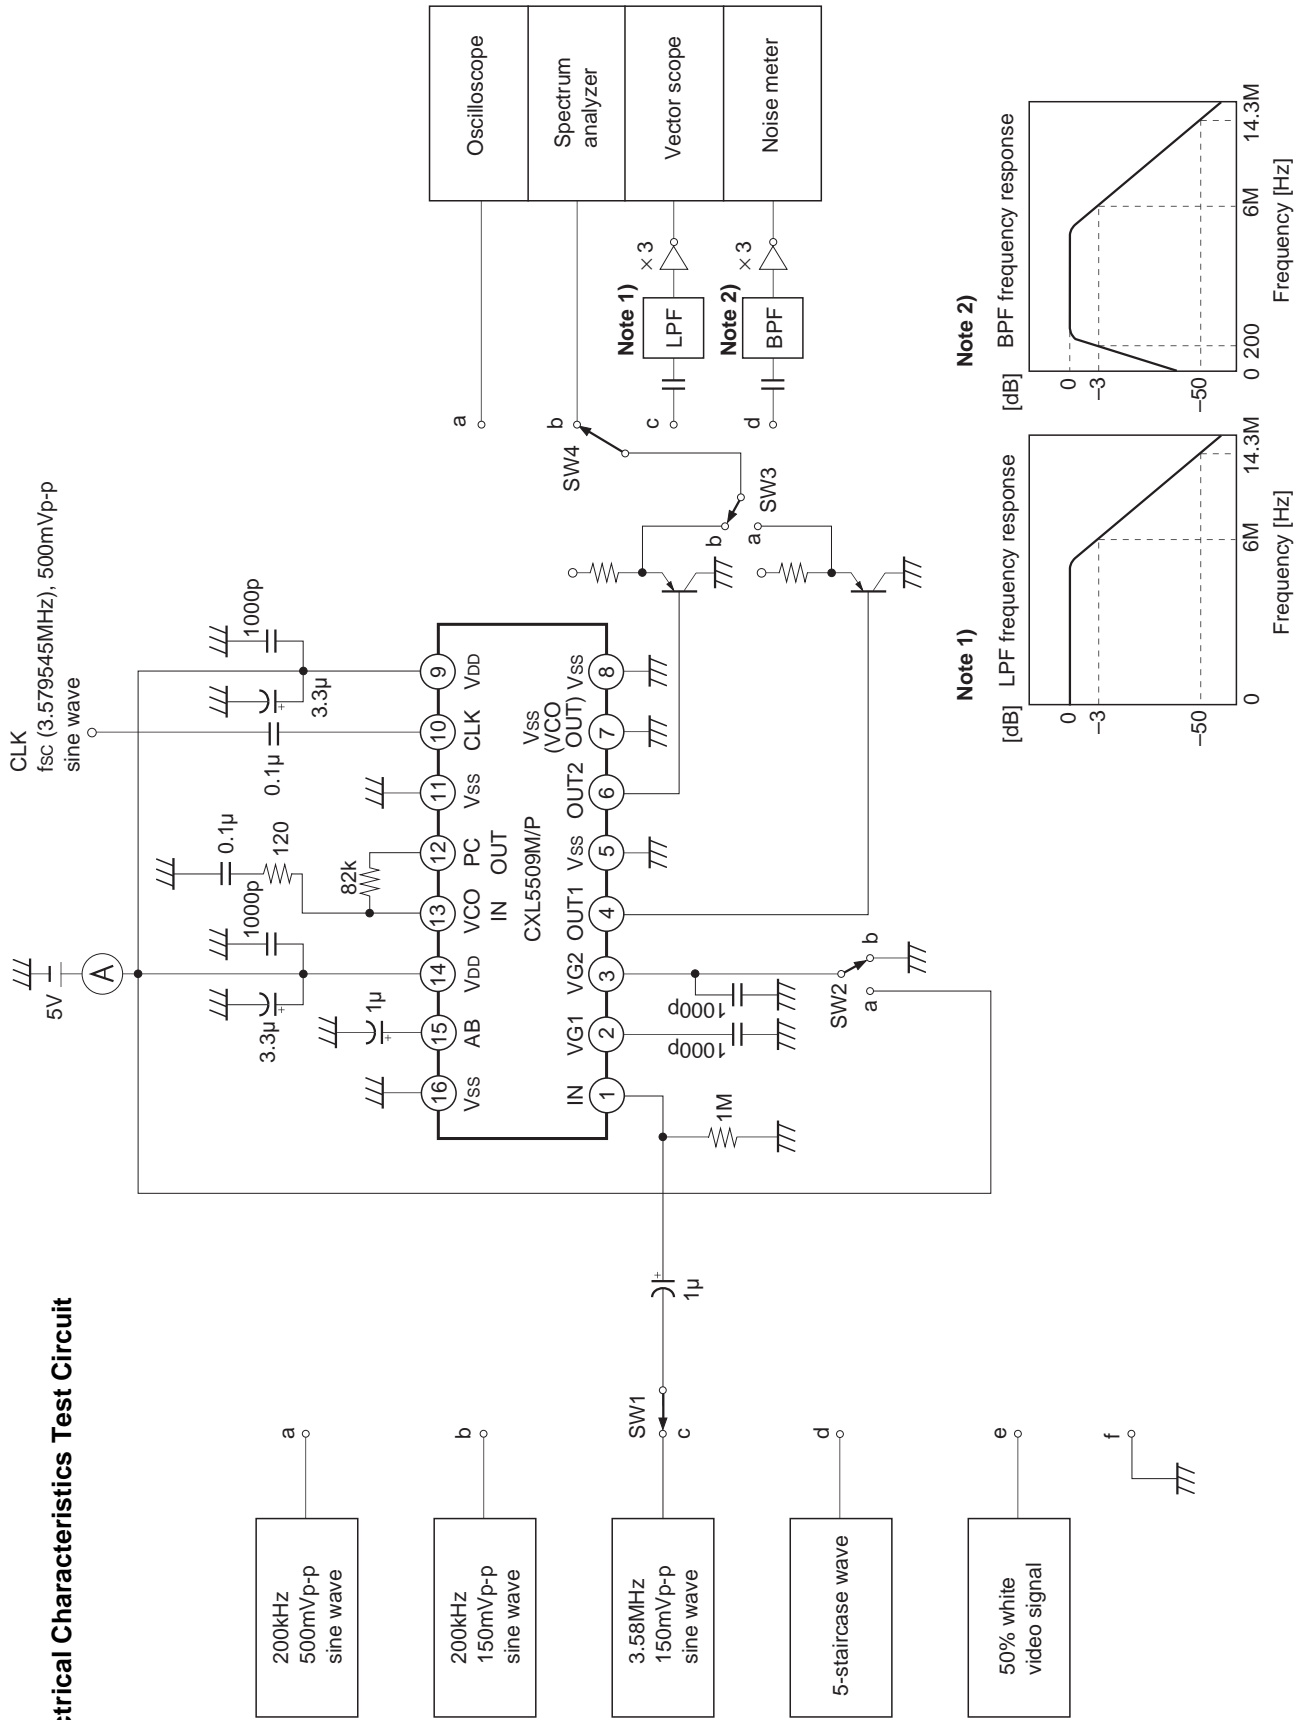 ctrical Characteristics Test Circuit
200kHz
500mVp-p
sine wave
a
200kHz
150mVp-p
sine wave
b
3.58MHz
150mVp-p
sine wave
SW1
c
5-staircase wave
d
50% white
video signal
e
f
1µ
+
1M
5V
A
3.3µ
+
1000p
1µ
+
0.1µ
120
82k
CLK
fSC (3.579545MHz), 500mVp-p
sine wave
0.1µ
3.3µ
+
1000p
16
15
14
13
12
11
10
9
VSS
AB
VDD
VCO
IN
PC
OUT
VSS
CLK
VDD
CXL5509M/P
IN
VG1
VG2
OUT1
VSS
OUT2
VSS
(VCO
OUT)
VSS
1
2
3
4
5
6
7
8
1000p
1000p
SW2
a
b
b
a
SW3
SW4
a
b
c
d
Note 1)
LPF
× 3
Note 2)
BPF
× 3
Oscilloscope
Spectrum
analyzer
Vector scope
Noise meter
Note 1)
LPF frequency response
[dB]
0
–3
–50
0
6M
14.3M
Frequency [Hz]
Note 2)
BPF frequency response
[dB]
0
–3
–50
0
200
6M
14.3M
Frequency [Hz]